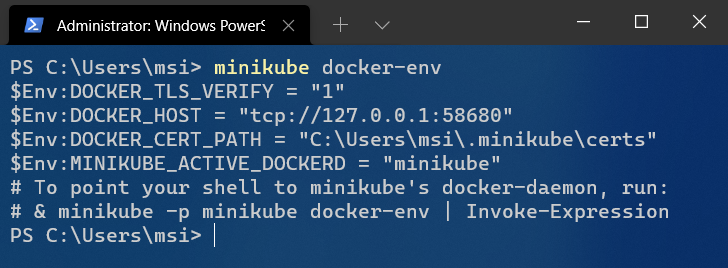 Administrator: Windows PowerS
PS C:\Users\msi> minikube docker-env
$Env:DOCKER_TLS_VERIFY = "1"
$Env:DOCKER_HOST = "tcp://127.0.0.1:58680"
$Env:DOCKER_CERT_PATH = "C:\Users\msi\.minikube\certs"
$Env:MINIKUBE_ACTIVE_DOCKERD = "minikube"
# To point your shell to minikube's docker-daemon, run:
# & minikube -p minikube docker-env | Invoke-Expression
PS C:\Users\msi>